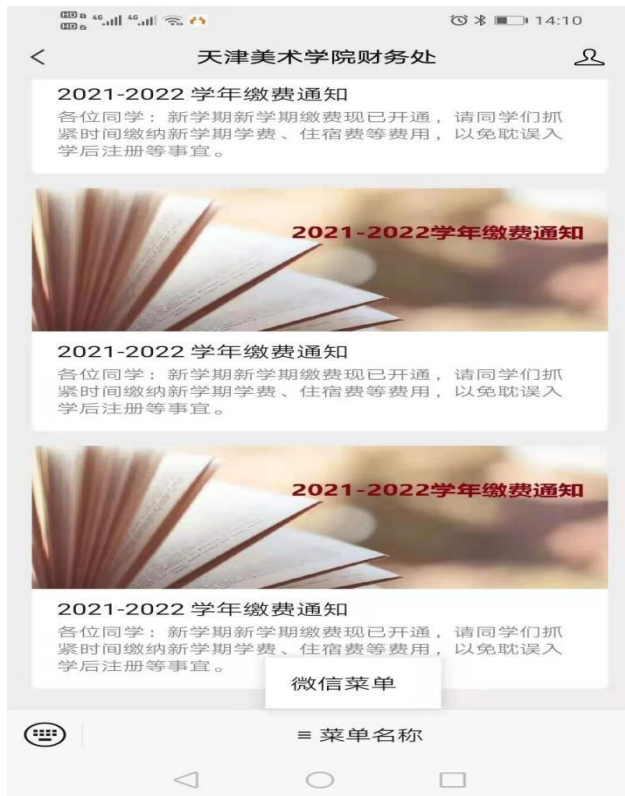 14:10
天津美术学院财务处
2021-2022 学年缴费通知
各位同学：新学期新学期缴费现已开通，请同学们抓
紧时间缴纳新学期学费、住宿费等费用，以免耽误入
学后注册等事宜。
2021-2022学年缴费通知
2021-2022 学年缴费通知
各位同学：新学期新学期缴费现已开通，请同学们抓
紧时间缴纳新学期学费、住宿费等费用，以免耽误入
学后注册等事宜。
2021-2022学年缴费通知
2021-2022 学年缴费通知
各位同学：新学期新学期缴费现已开通，请同学们抓
紧时间缴纳新学期学费、住宿费等费用，以免耽误入
学后注册等事宜。
微信菜单
≡ 菜单名称